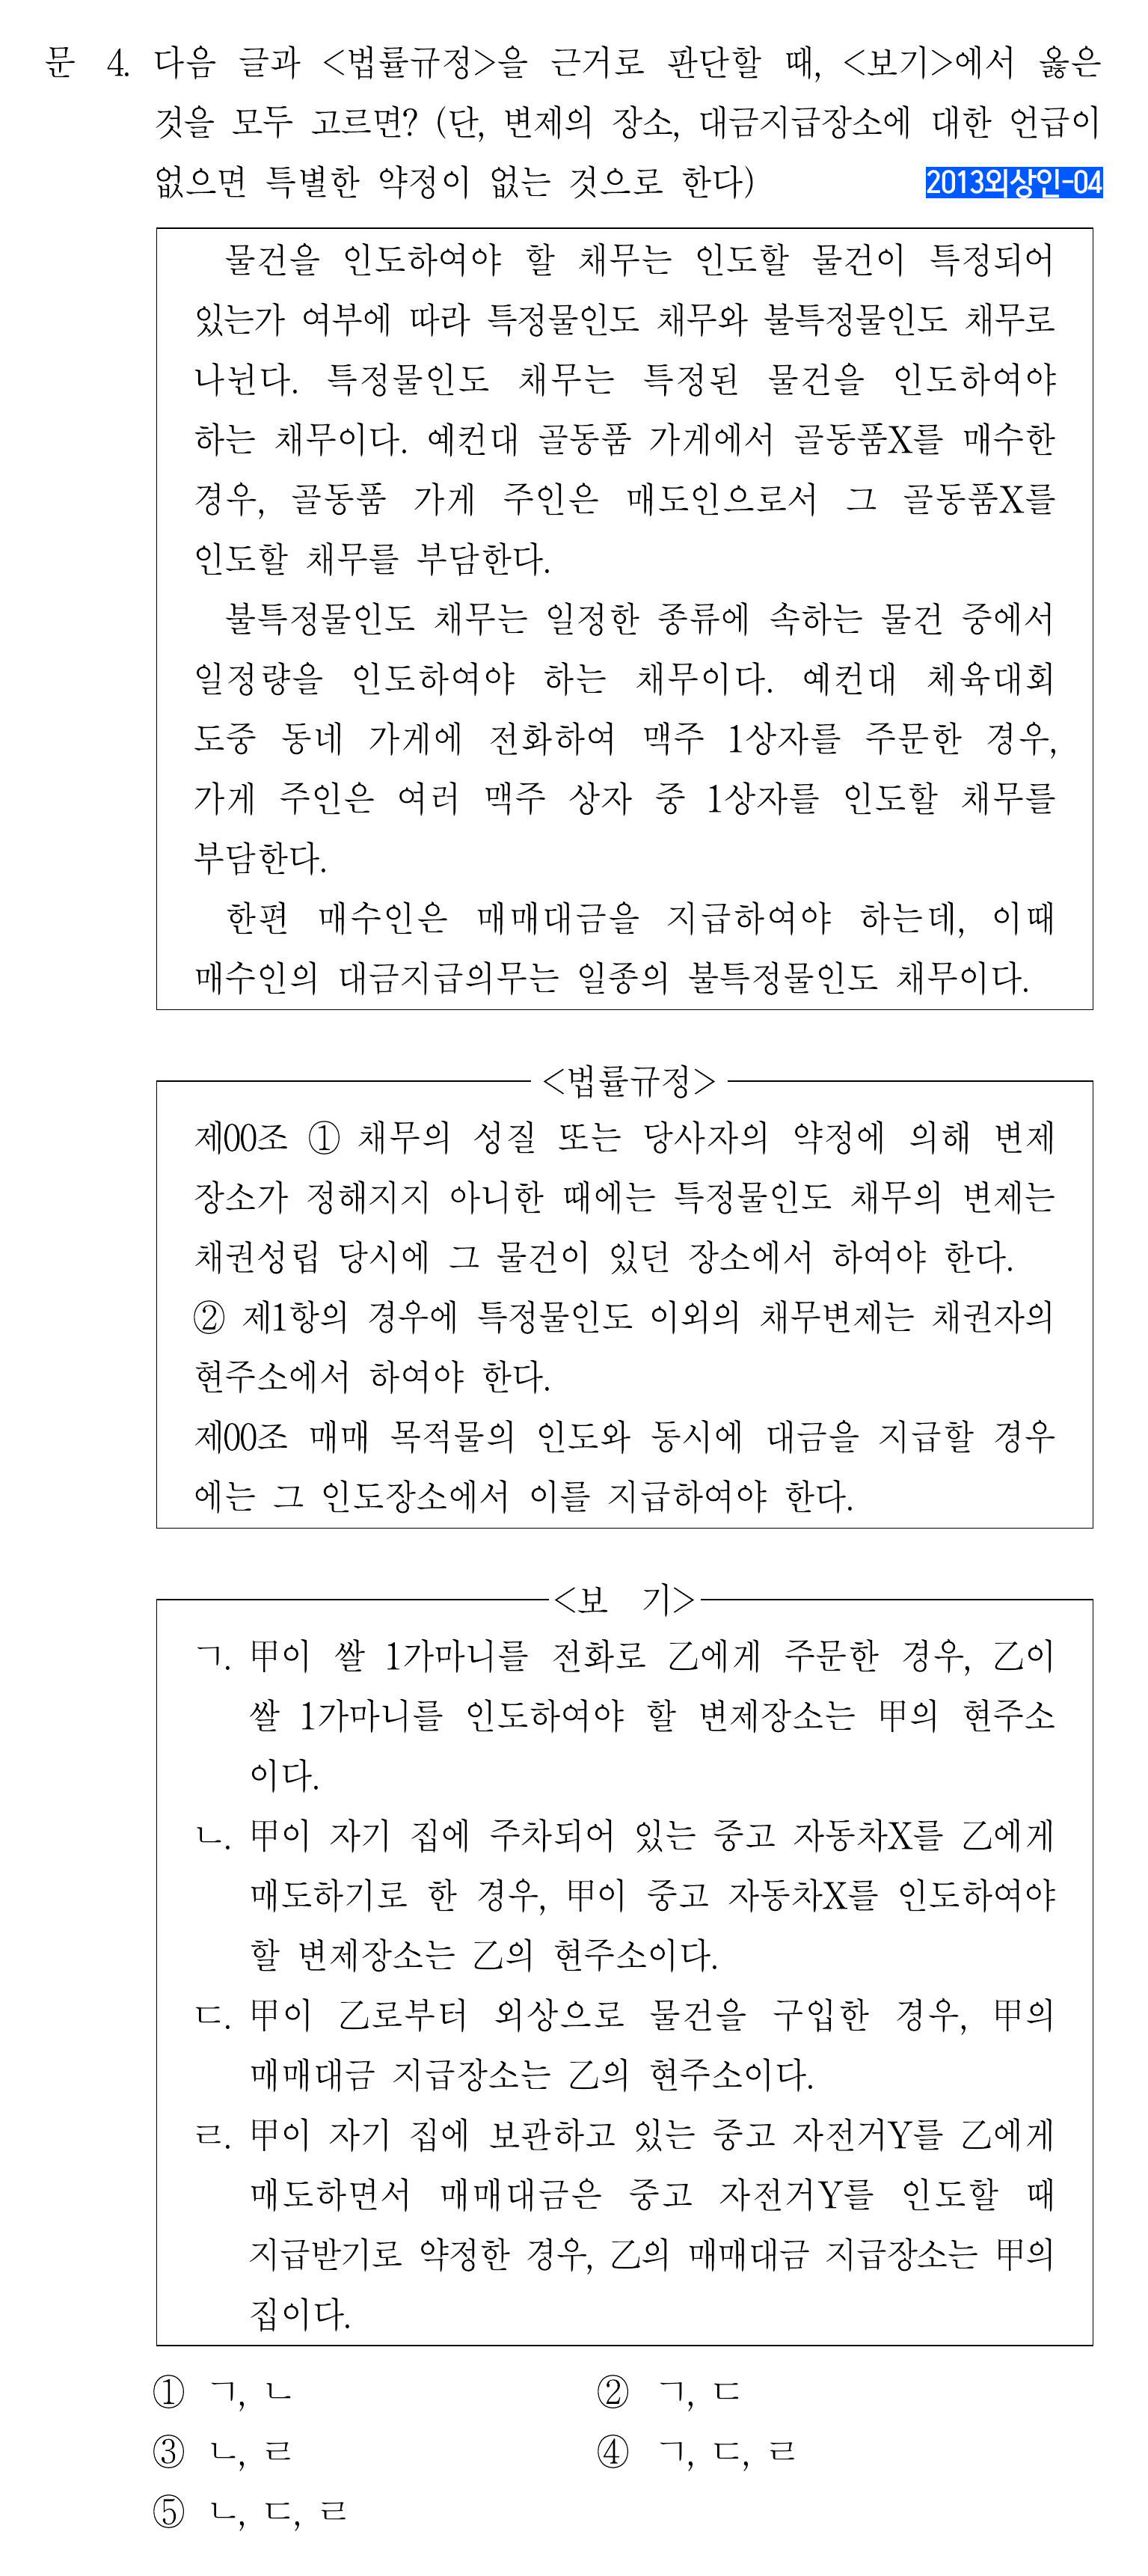 문 4. 다음 글과 <법률규정>을 근거로 판단할 때, <보기>에서 옳은
것을 모두 고르면? (단, 변제의 장소, 대금지급장소에 대한 언급이
없으면 특별한 약정이 없는 것으로 한다)
2013외상인-04
물건을 인도하여야 할 채무는 인도할 물건이 특정되어
있는가 여부에 따라 특정물인도 채무와 불특정물인도 채무로
나뉜다. 특정물인도 채무는 특정된 물건을 인도하여야
하는 채무이다. 예컨대 골동품 가게에서 골동품X를 매수한
경우, 골동품 가게 주인은 매도인으로서 그 골동품X를
인도할 채무를 부담한다.
불특정물인도 채무는 일정한 종류에 속하는 물건 중에서
일정량을 인도하여야 하는 채무이다. 예컨대 체육대회
도중 동네 가게에 전화하여 맥주 1상자를 주문한 경우,
가게 주인은 여러 맥주 상자 중 1상자를 인도할 채무를
부담한다.
한편 매수인은 매매대금을 지급하여야 하는데, 이때
매수인의 대금지급의무는 일종의 불특정물인도 채무이다.
<법률규정>
제00조 ① 채무의 성질 또는 당사자의 약정에 의해 변제
장소가 정해지지 아니한 때에는 특정물인도 채무의 변제는
채권성립 당시에 그 물건이 있던 장소에서 하여야 한다.
② 제1항의 경우에 특정물인도 이외의 채무변제는 채권자의
현주소에서 하여야 한다.
제00조 매매 목적물의 인도와 동시에 대금을 지급할 경우
에는 그 인도장소에서 이를 지급하여야 한다.
<보 기>
ㄱ. 甲이 쌀 1가마니를 전화로 乙에게 주문한 경우, 乙이
쌀 1가마니를 인도하여야 할 변제장소는 甲의 현주소
이다.
ㄴ. 甲이 자기 집에 주차되어 있는 중고 자동차X를 乙에게
매도하기로 한 경우, 甲이 중고 자동차X를 인도하여야
할 변제장소는 乙의 현주소이다.
ㄷ. 甲이 乙로부터 외상으로 물건을 구입한 경우, 甲의
매매대금 지급장소는 乙의 현주소이다.
ㄹ. 甲이 자기 집에 보관하고 있는 중고 자전거Y를 乙에게
매도하면서 매매대금은 중고 자전거Y를 인도할 때
지급받기로 약정한 경우, 乙의 매매대금 지급장소는 甲의
집이다.
① ㄱ, ㄴ ② ㄱ, ㄷ
③ ㄴ, ㄹ ④ ㄱ, ㄷ, ㄹ
⑤ ㄴ, ㄷ, ㄹ